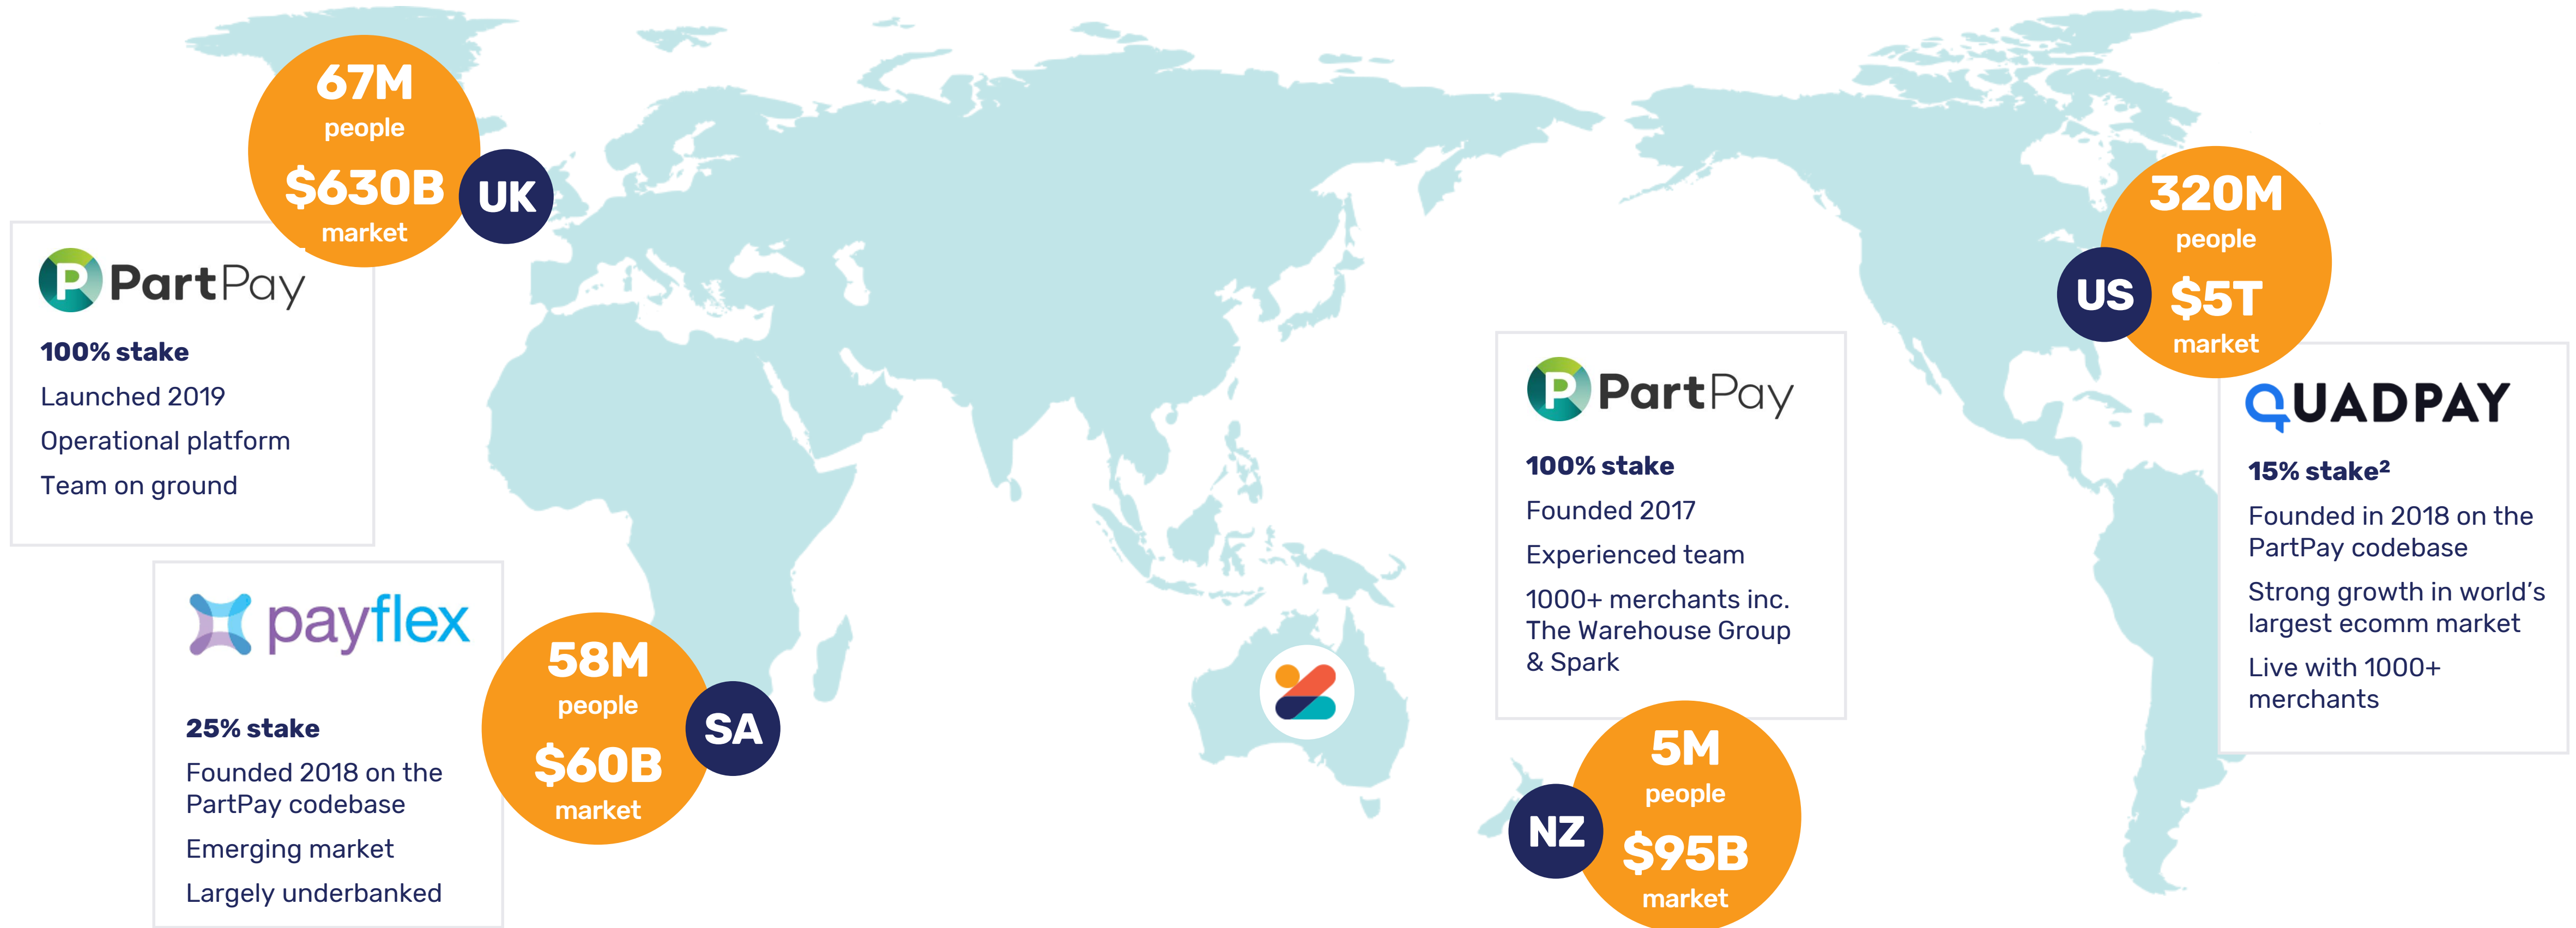 67M
people
$630B
market
UK
PartPay
100% stake
Launched 2019
Operational platform
Team on ground
payflex
25% stake
Founded 2018 on the
PartPay codebase
Emerging market
Largely underbanked
58M
people
$60B
market
SA
PartPay
100% stake
Founded 2017
Experienced team
1000+ merchants inc.
The Warehouse Group
& Spark
5M
people
$95B
market
NZ
320M
people
$5T
market
US
QUADPAY
15% stake²
Founded in 2018 on the
PartPay codebase
Strong growth in world’s
largest ecomm market
Live with 1000+
merchants